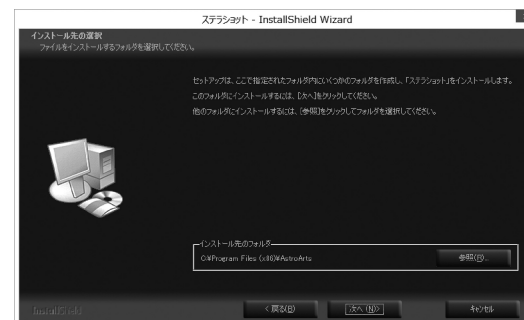 ステラショット - InstallShield Wizard
インストール先の選択
ファイルをインストールするフォルダを選択してください。
セットアップは、ここで指定されたフォルダ内にいくつかのフォルダを作成し、「ステラショット」をインストールします。
このフォルダにインストールするには、[次へ]をクリックしてください。
他のフォルダにインストールするには、[参照]をクリックしてフォルダを選択してください。
インストール先のフォルダ
C:¥Program Files (x86)¥AstroArts
参照(R)...
InstallShield
< 戻る(B)
次へ (N)>
キャンセル